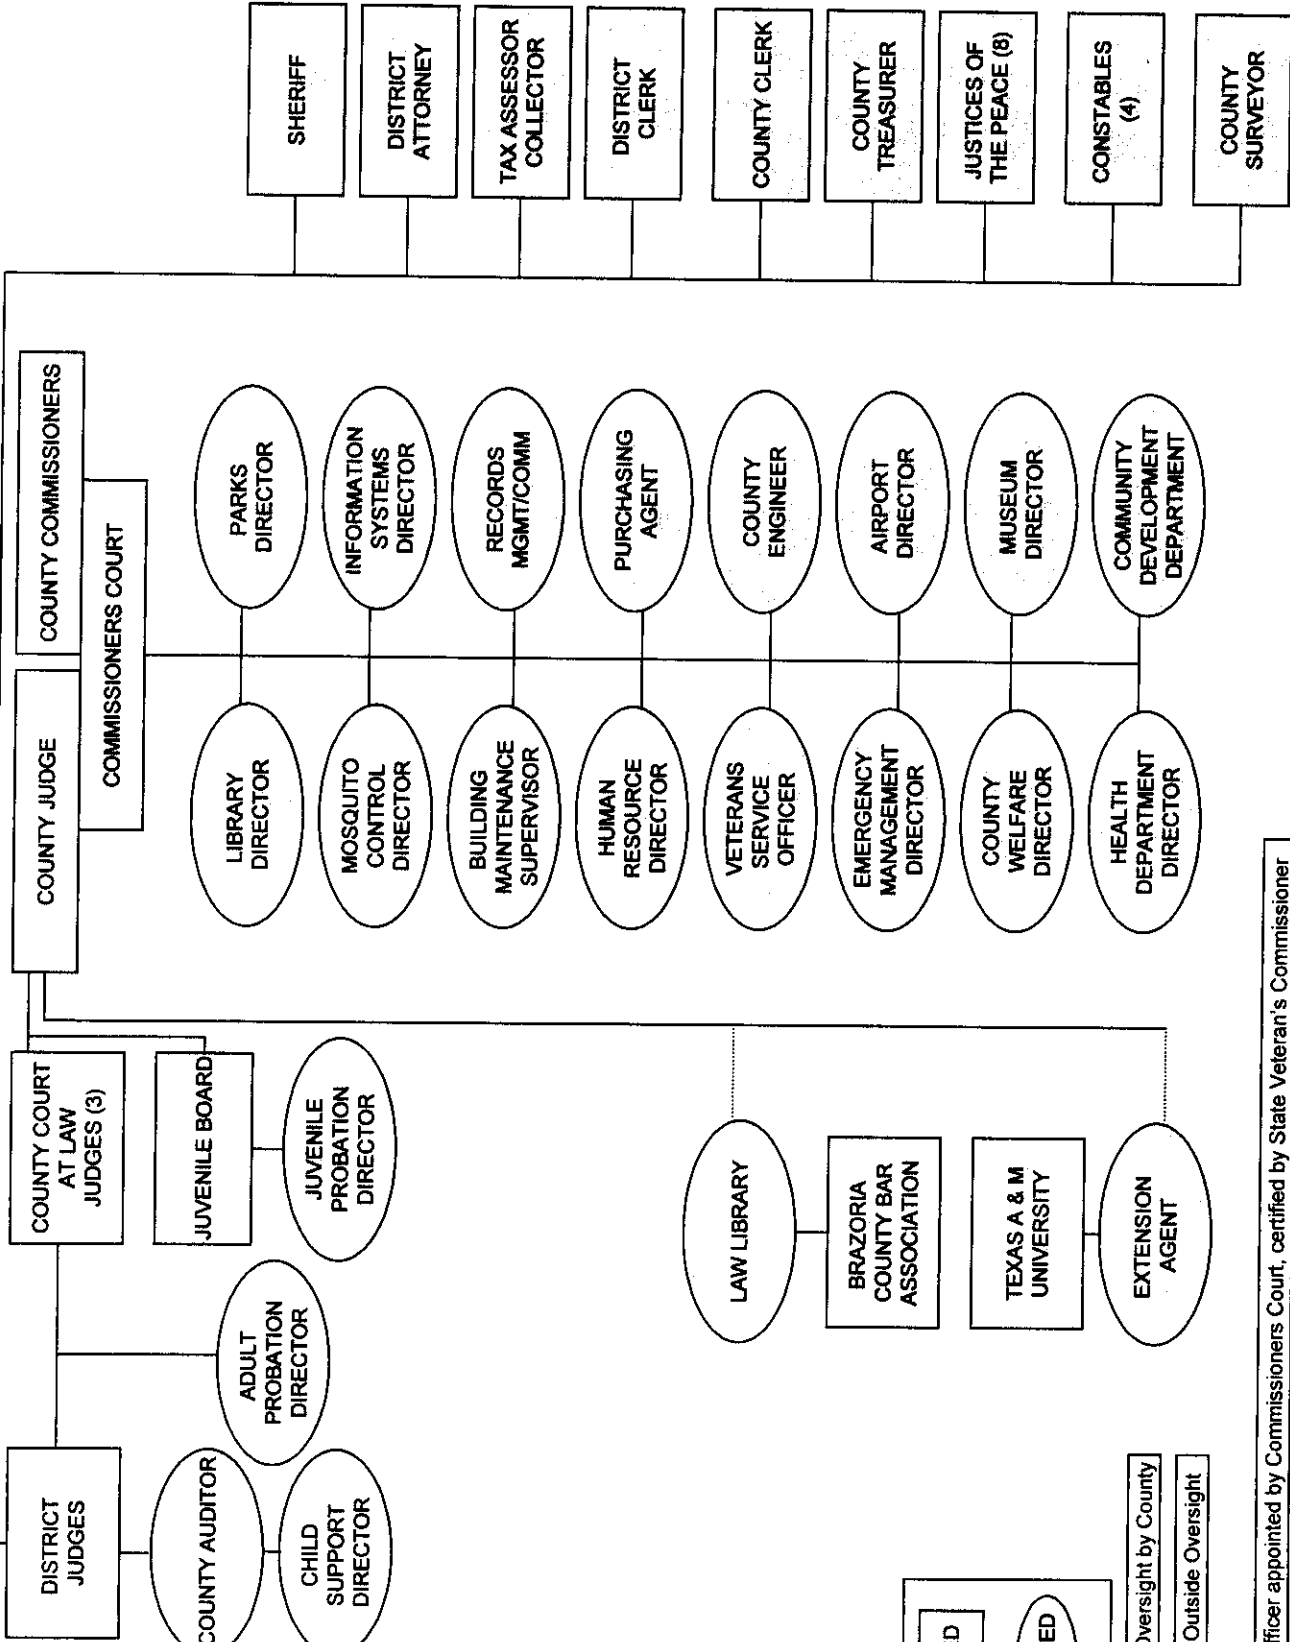 COUNTY JUDGE
COUNTY COMMISSIONERS
COMMISSIONERS COURT
DISTRICT
JUDGES
COUNTY COURT
AT LAW
JUDGES (3)
JUVENILE BOARD
JUVENILE
PROBATION
DIRECTOR
ADULT
PROBATION
DIRECTOR
COUNTY AUDITOR
CHILD
SUPPORT
DIRECTOR
LIBRARY
DIRECTOR
PARKS
DIRECTOR
MOSQUITO
CONTROL
DIRECTOR
INFORMATION
SYSTEMS
DIRECTOR
BUILDING
MAINTENANCE
SUPERVISOR
RECORDS
MGMT/COMM
HUMAN
RESOURCE
DIRECTOR
PURCHASING
AGENT
VETERANS
SERVICE
OFFICER
COUNTY
ENGINEER
EMERGENCY
MANAGEMENT
DIRECTOR
AIRPORT
DIRECTOR
COUNTY
WELFARE
DIRECTOR
MUSEUM
DIRECTOR
HEALTH
DEPARTMENT
DIRECTOR
COMMUNITY
DEVELOPMENT
DEPARTMENT
SHERIFF
DISTRICT
ATTORNEY
TAX ASSESSOR
COLLECTOR
DISTRICT
CLERK
COUNTY CLERK
COUNTY
TREASURER
JUSTICES OF
THE PEACE (8)
CONSTABLES
(4)
COUNTY
SURVEYOR
LAW LIBRARY
BRAZORIA
COUNTY BAR
ASSOCIATION
TEXAS A & M
UNIVERSITY
EXTENSION
AGENT
ED
ED
Oversight by County
Outside Oversight
fficer appointed by Commissioners Court, certified by State Veteran's Commissioner